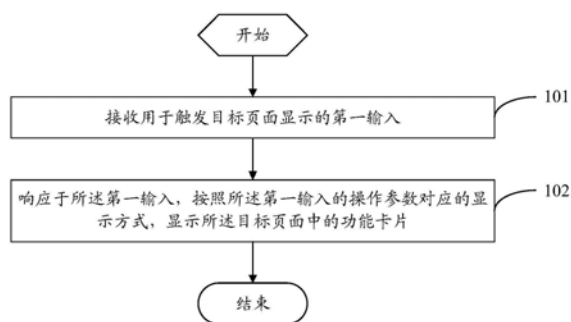 开始
101
接收用于触发目标页面显示的第一输入
102
响应于所述第一输入，按照所述第一输入的操作参数对应的显
示方式，显示所述目标页面中的功能卡片
结束